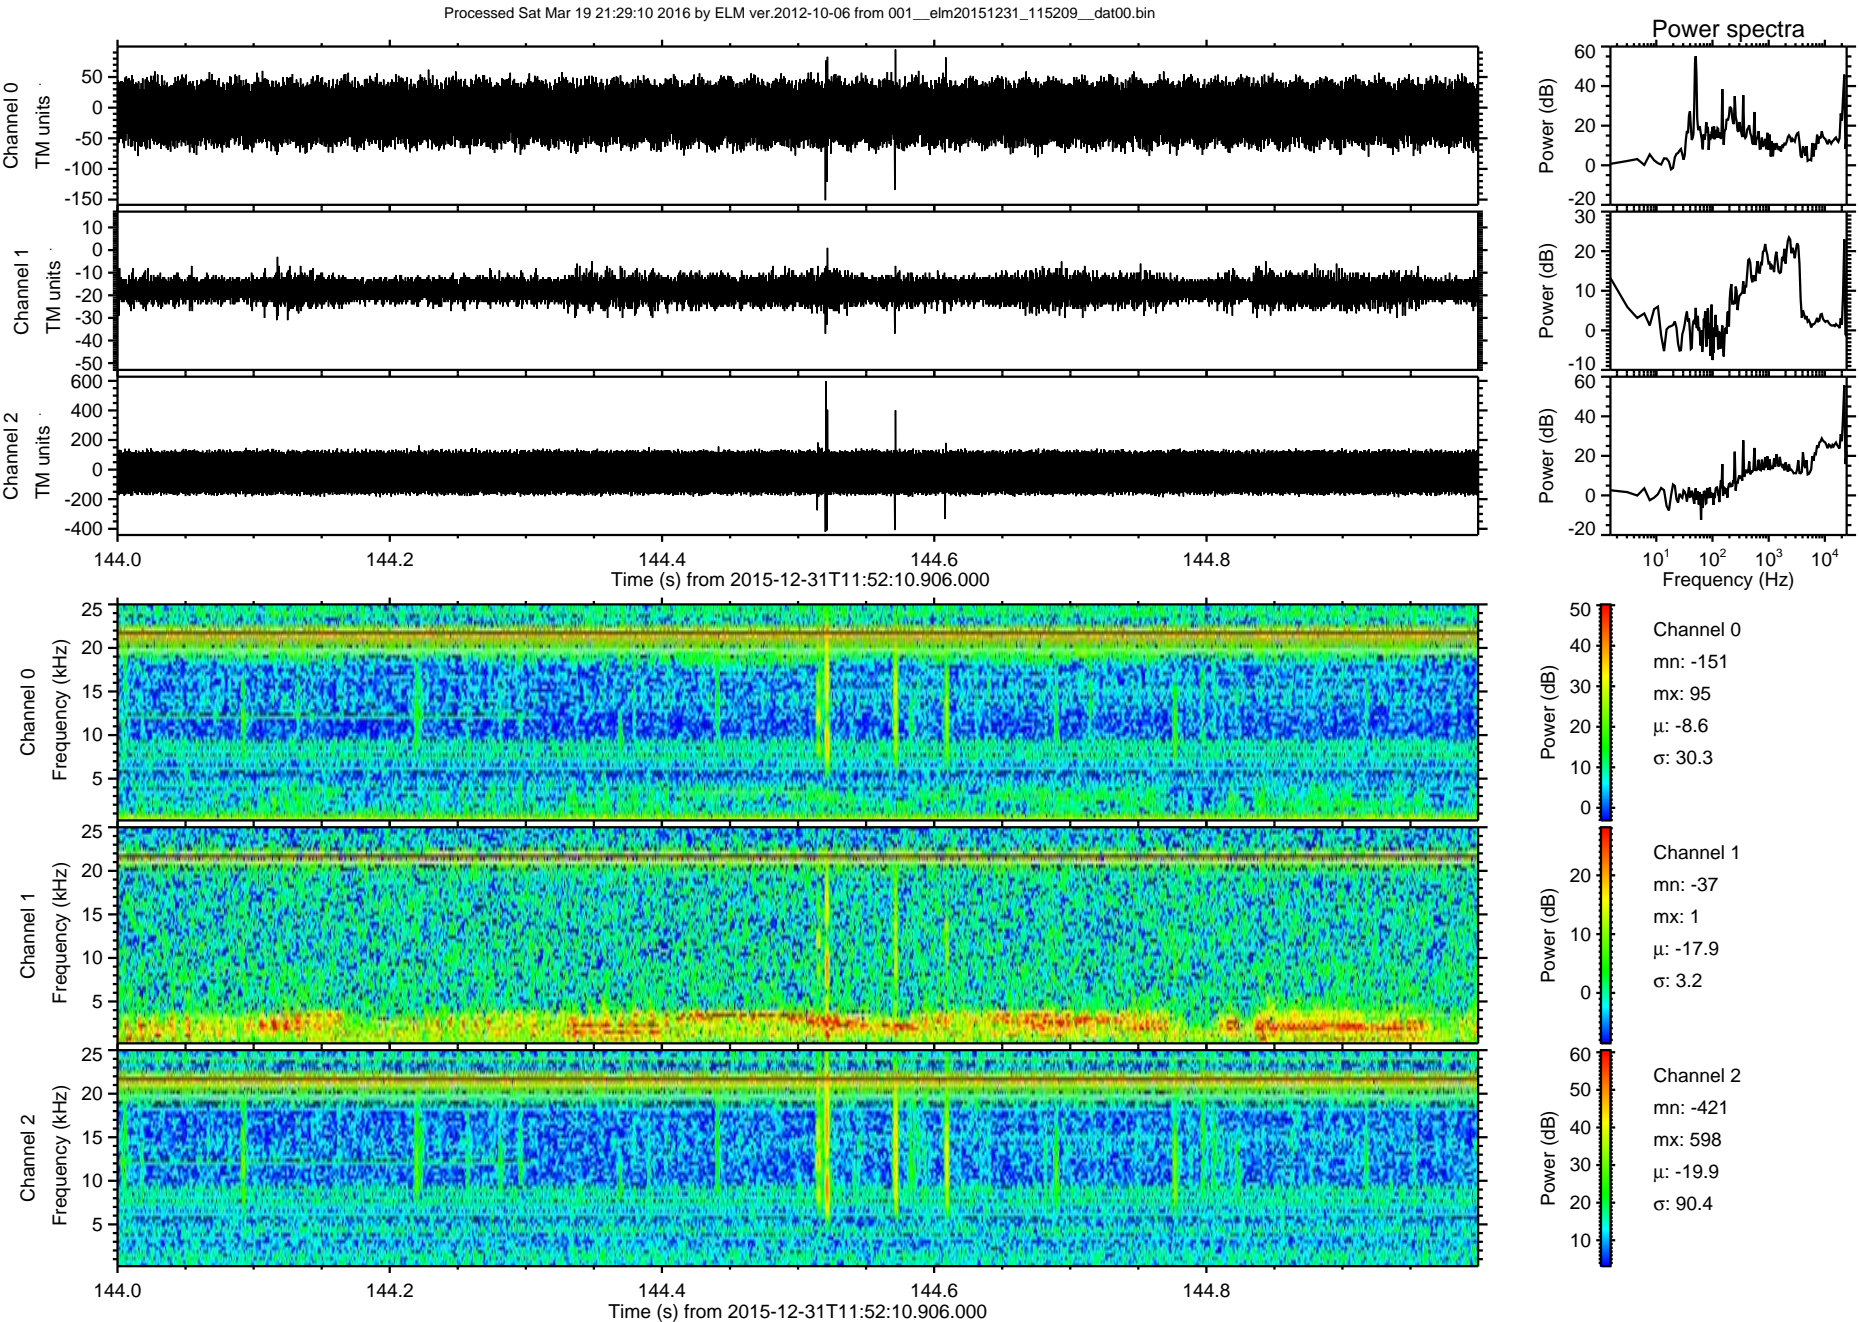 Processed Sat Mar 19 21:29:10 2016 by ELM ver.2012-10-06 from 001__elm20151231_115209__dat00.bin
Power spectra
Channel 0
TM units
50
0
-50
-100
-150
Power (dB)
60
40
20
0
-20
Channel 1
TM units
10
0
-10
-20
-30
-40
-50
Power (dB)
30
20
10
0
-10
Channel 2
TM units
600
400
200
0
-200
-400
Power (dB)
60
40
20
0
-20
144.0 144.2 144.4 144.6 144.8
Time (s) from 2015-12-31T11:52:10.906.000
10^1 10^2 10^3 10^4
Frequency (Hz)
Channel 0
Frequency (kHz)
25
20
15
10
5
Power (dB)
50
40
30
20
10
0
Channel 0
mn: -151
mx: 95
μ: -8.6
σ: 30.3
Channel 1
Frequency (kHz)
25
20
15
10
5
Power (dB)
20
10
0
Channel 1
mn: -37
mx: 1
μ: -17.9
σ: 3.2
Channel 2
Frequency (kHz)
25
20
15
10
5
Power (dB)
60
50
40
30
20
10
Channel 2
mn: -421
mx: 598
μ: -19.9
σ: 90.4
144.0 144.2 144.4 144.6 144.8
Time (s) from 2015-12-31T11:52:10.906.000